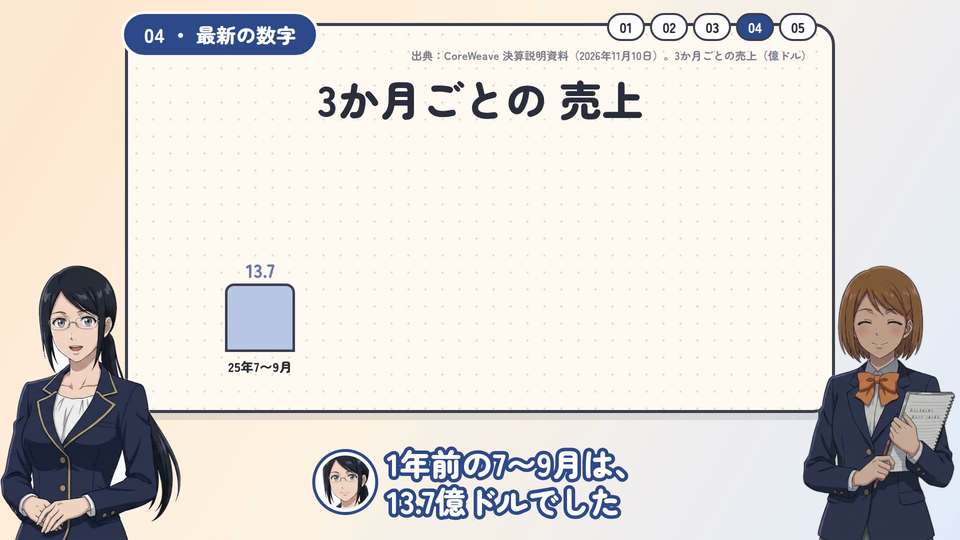 04 ・ 最新の数字
01 02 03 04 05
出典：CoreWeave 決算説明資料（2026年11月10日）。3か月ごとの売上（億ドル）
3か月ごとの 売上
13.7
25年7〜9月
1年前の7〜9月は、
13.7億ドルでした